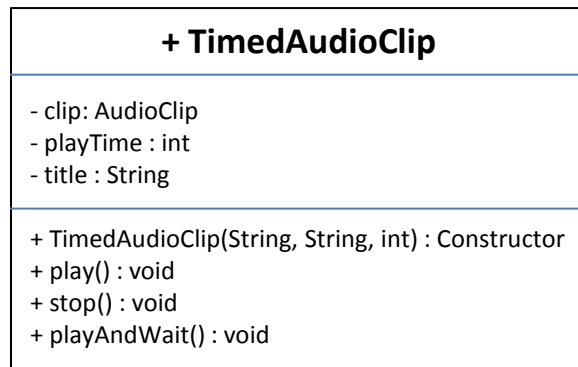 + TimedAudioClip
- clip: AudioClip
- playTime : int
- title : String
+ TimedAudioClip(String, String, int) : Constructor
+ play() : void
+ stop() : void
+ playAndWait() : void